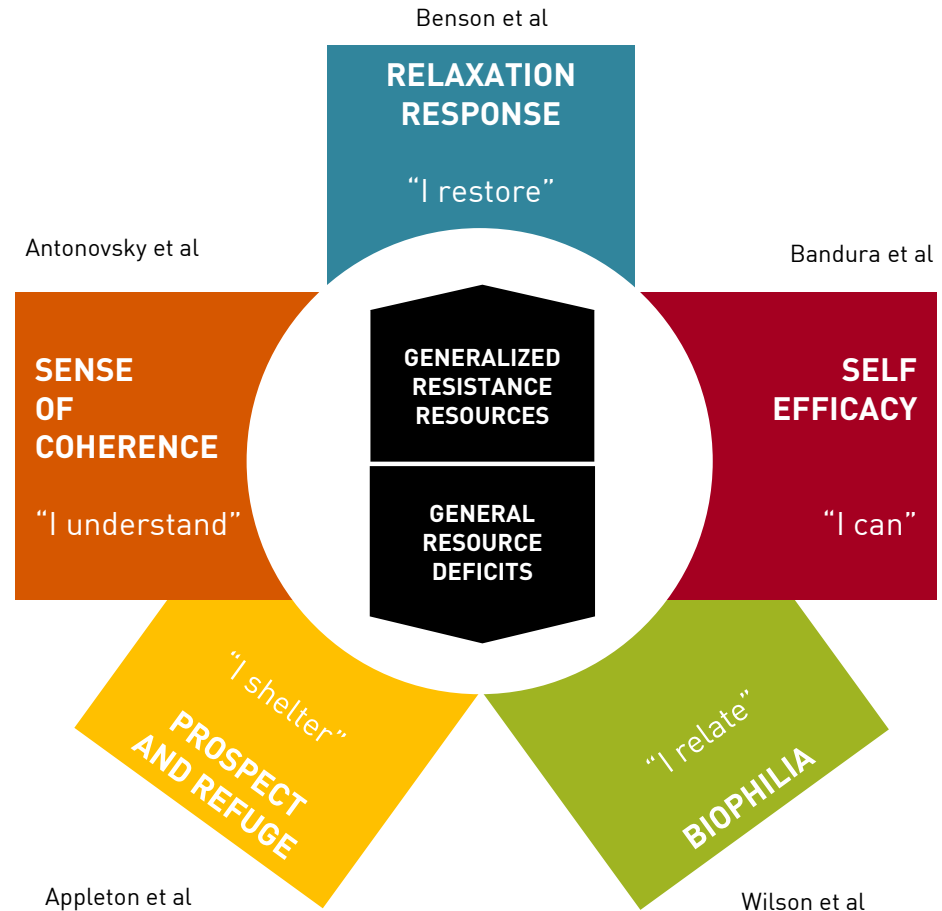 Benson et al
RELAXATION
RESPONSE
“I restore”
Antonovsky et al
Bandura et al
SENSE
OF
COHERENCE
“I understand”
GENERALIZED
RESISTANCE
RESOURCES
GENERAL
RESOURCE
DEFICITS
SELF
EFFICACY
“I can”
“I shelter”
PROSPECT
AND REFUGE
“I relate”
BIOPHILIA
Appleton et al
Wilson et al